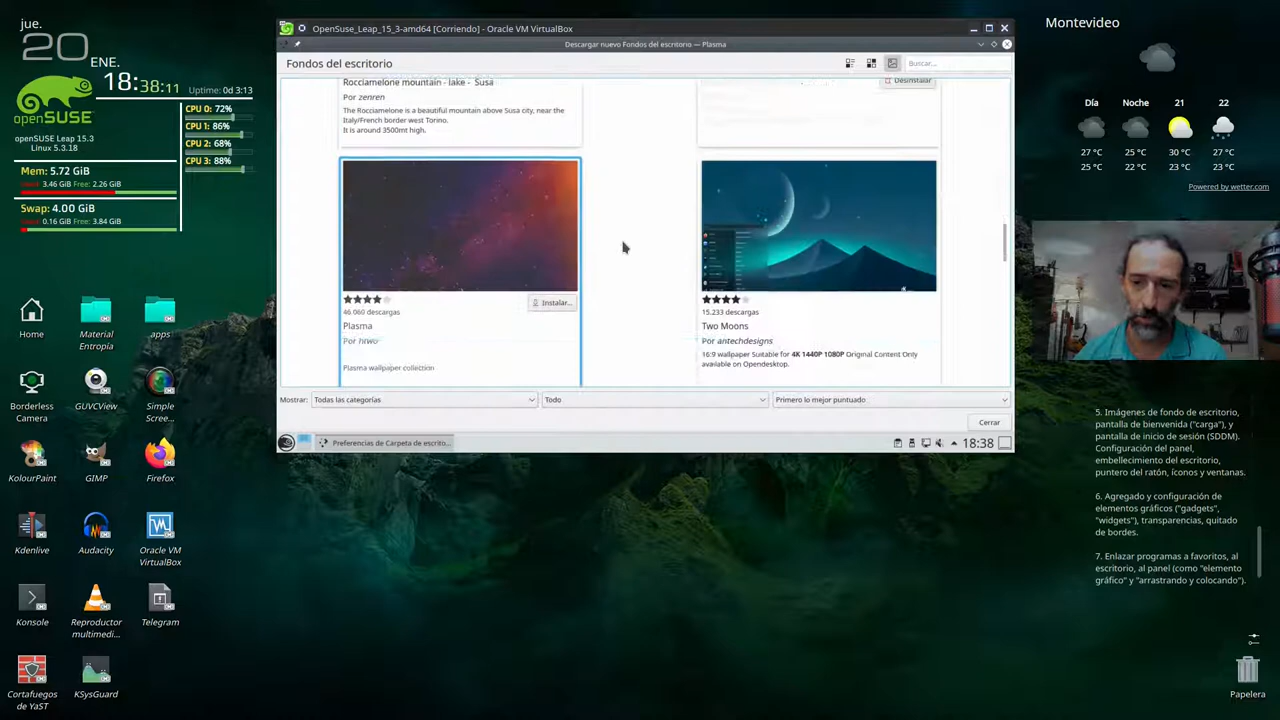 jue.
20
ENE.
18:38:11
Uptime: 0d 3:13
openSUSE
openSUSE Leap 15.3
Linux 5.3.18
CPU 0: 72%
CPU 1: 86%
CPU 2: 68%
CPU 3: 88%
Mem: 5.72 GiB
3.46 GiB Free: 2.26 GiB
Swap: 4.00 GiB
0.16 GiB Free: 3.84 GiB
Home
Material
Entropía
apps
Borderless
Camera
GUVCView
Simple
Scree...
KolourPaint
GIMP
Firefox
Kdenlive
Audacity
Oracle VM
VirtualBox
Konsole
Reproductor
multimedi...
Telegram
Cortafuegos
de YaST
KSysGuard
OpenSuse_Leap_15_3-amd64 [Corriendo] - Oracle VM VirtualBox
Descargar nuevo Fondos del escritorio — Plasma
Fondos del escritorio
Buscar...
Rocciamelone mountain - lake - Susa
Por zenren
The Rocciamelone is a beautiful mountain above Susa city, near the
Italy/French border west Torino.
It is around 3500mt high.
Desinstalar
46.060 descargas
Instalar...
Plasma
Por htwo
Plasma wallpaper collection
15.233 descargas
Two Moons
Por antechdesigns
16:9 wallpaper Suitable for 4K 1440P 1080P Original Content Only
available on Opendesktop.
Mostrar:
Todas las categorías
Todo
Primero lo mejor puntuado
Cerrar
Preferencias de Carpeta de escrito...
18:38
Montevideo
Día
Noche
21
22
27 °C
25 °C
30 °C
27 °C
25 °C
22 °C
23 °C
23 °C
Powered by wetter.com
5. Imágenes de fondo de escritorio,
pantalla de bienvenida ("carga"), y
pantalla de inicio de sesión (SDDM).
Configuración del panel,
embellecimiento del escritorio,
puntero del ratón, íconos y ventanas.
6. Agregado y configuración de
elementos gráficos ("gadgets",
"widgets"), transparencias, quitado
de bordes.
7. Enlazar programas a favoritos, al
escritorio, al panel (como "elemento
gráfico" y "arrastrando y colocando").
Papelera